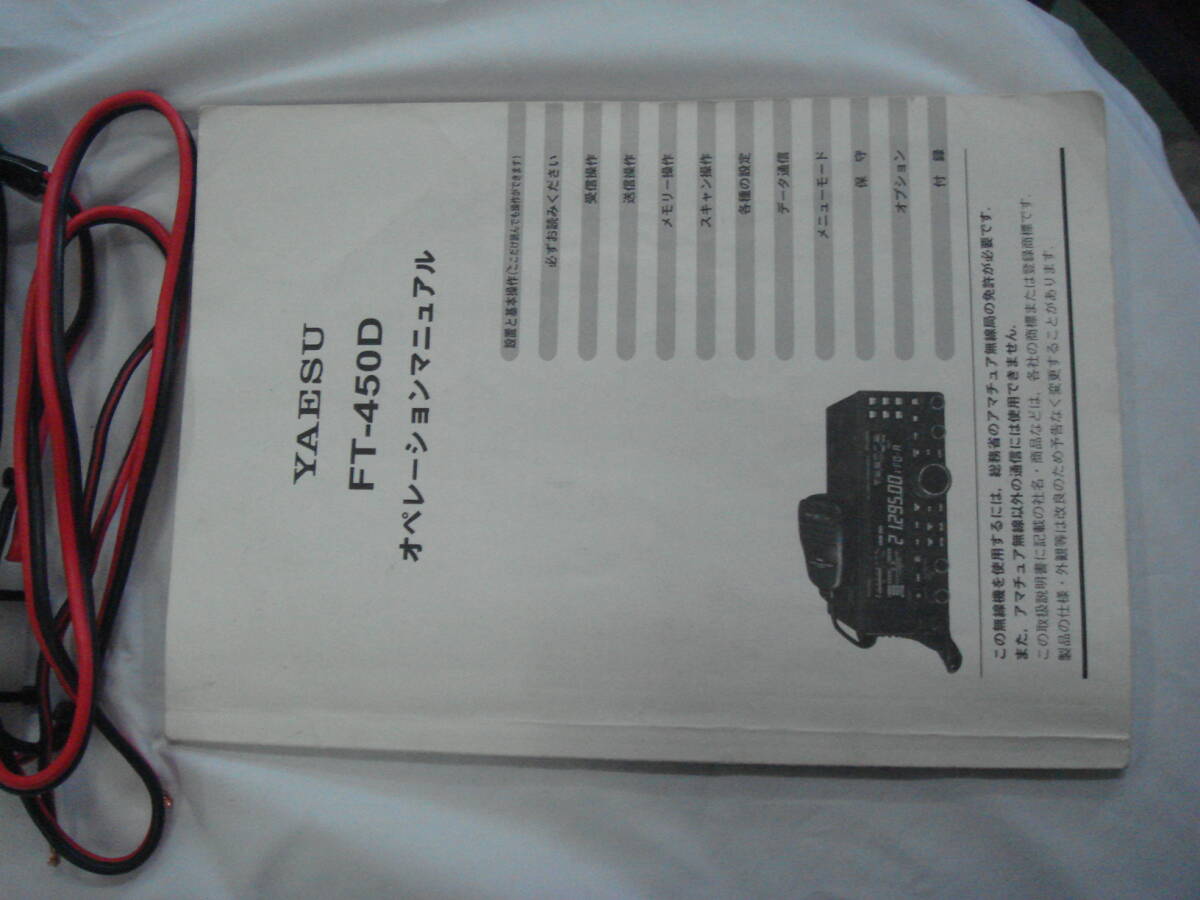 YAESU
FT-450D
オペレーションマニュアル
設置と基本操作(ここだけ読んでも操作ができます)
必ずお読みください
受信操作
送信操作
メモリー操作
スキャン操作
各種の設定
データ通信
メニューモード
保 守
オプション
付 録
21.295.00
VFO-A
この無線機を使用するには、総務省のアマチュア無線局の免許が必要です.
また,アマチュア無線以外の通信には使用できません.
この取扱説明書に記載の社名・商品名などは、各社の商標または登録商標です.
製品の仕様・外観等は改良のため予告なく変更することがあります.